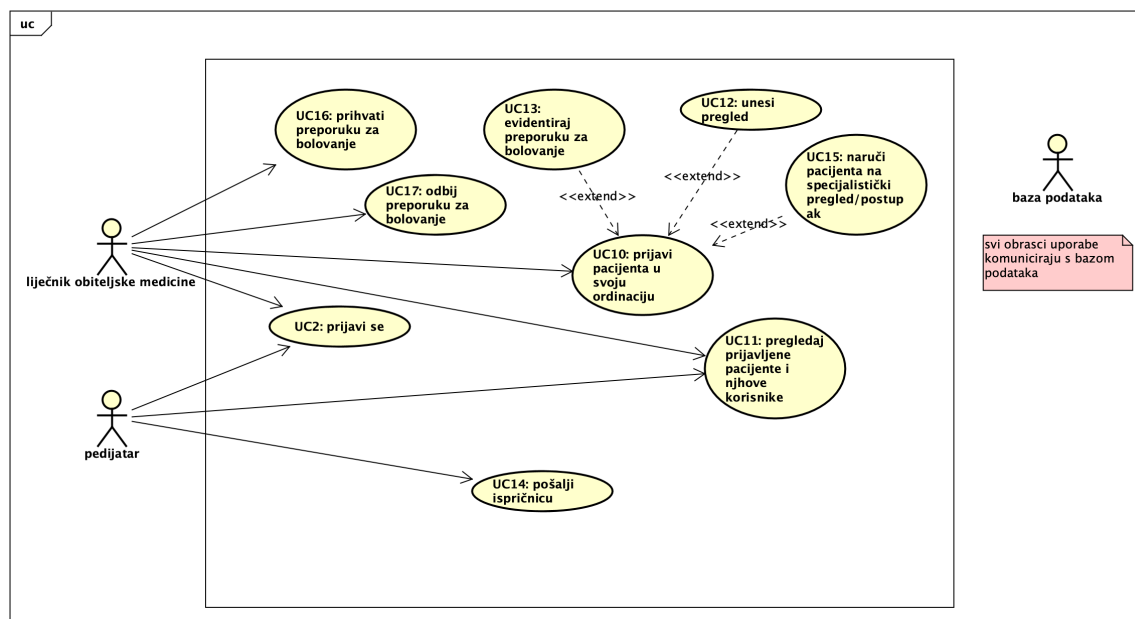 uc
UC16: prihvati
preporuku za
bolovanje
UC13:
evidentiraj
preporuku za
bolovanje
UC12: unesi
pregled
UC15: naruči
pacijenta na
specijalistički
pregled/postup
ak
<<extend>>
<<extend>>
<<extend>>
UC17: odbij
preporuku za
bolovanje
baza podataka
svi obrasci uporabe
komuniciraju s bazom
podataka
liječnik obiteljske medicine
UC10: prijavi
pacijenta u
svoju
ordinaciju
UC2: prijavi se
UC11: pregledaj
prijavljene
pacijente i
njhove
korisnike
pedijatar
UC14: pošalji
ispričnicu